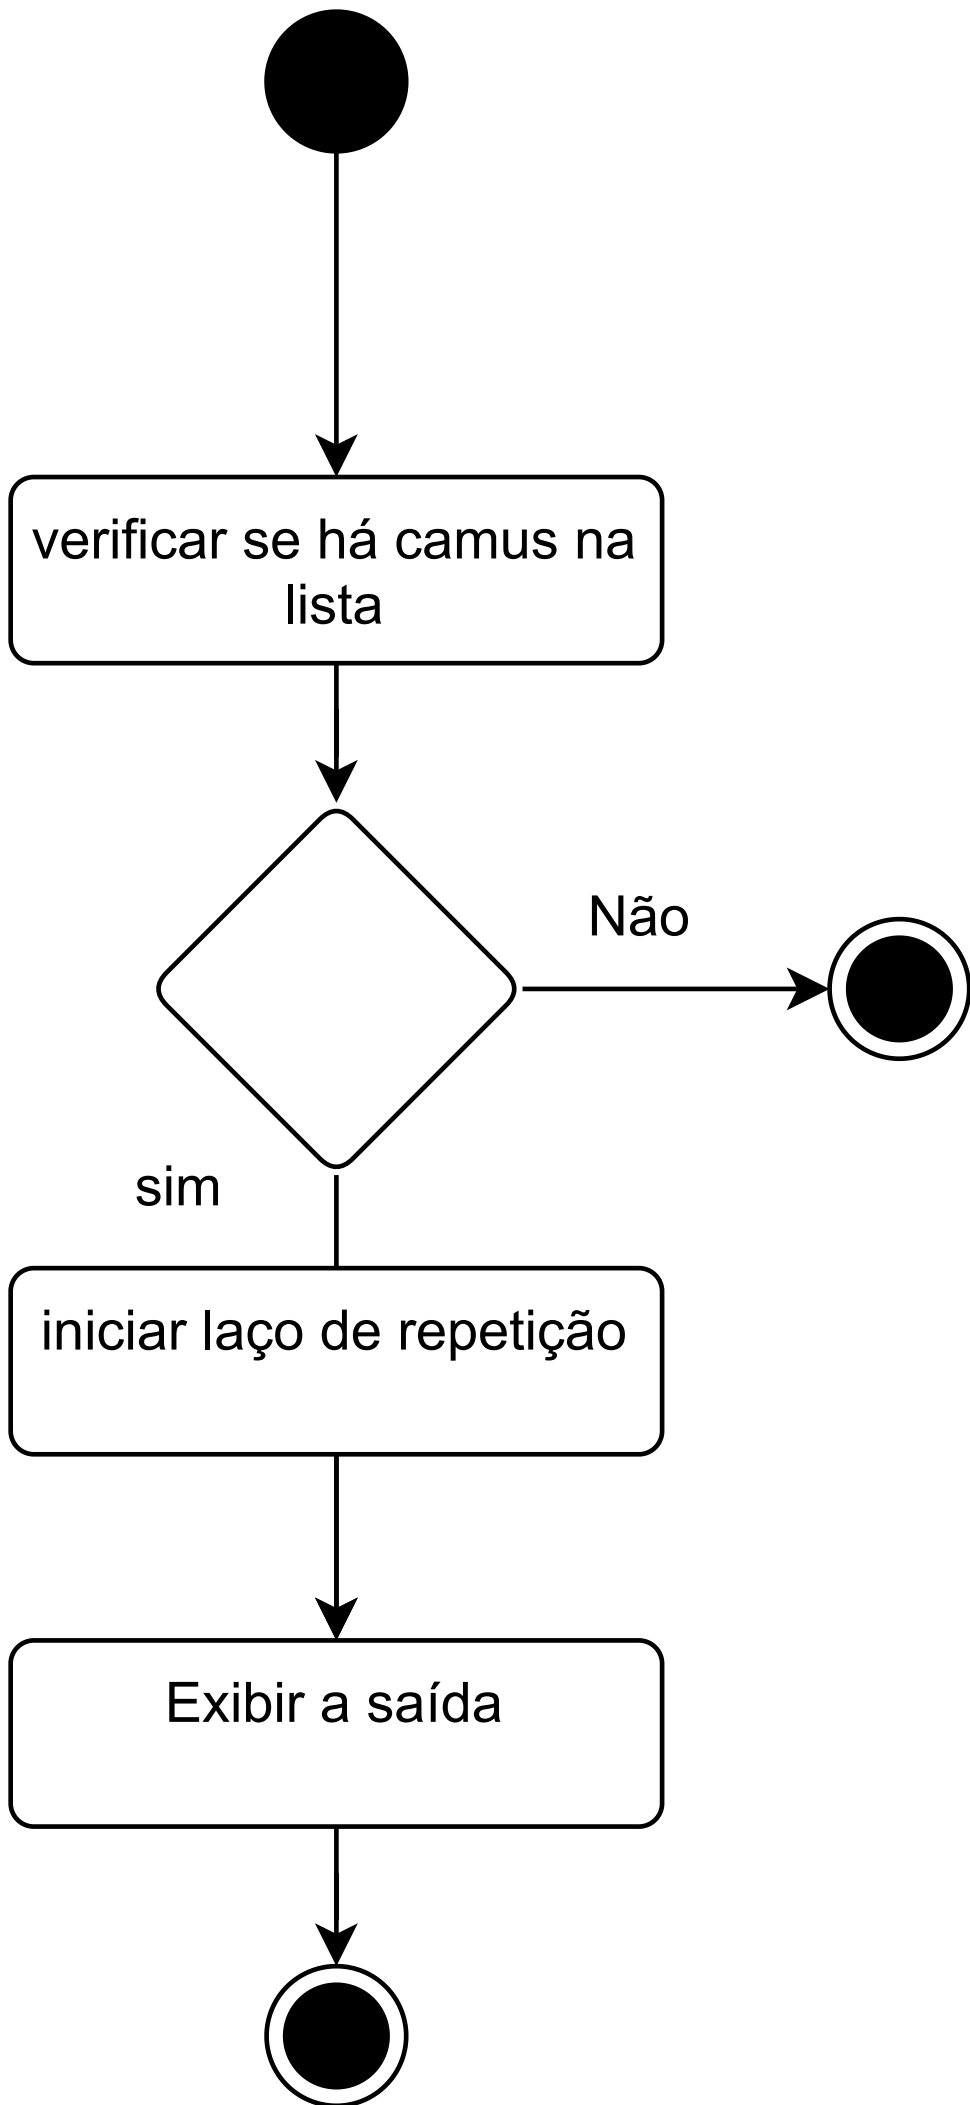 verificar se há camus na
lista
Não
sim
iniciar laço de repetição
Exibir a saída